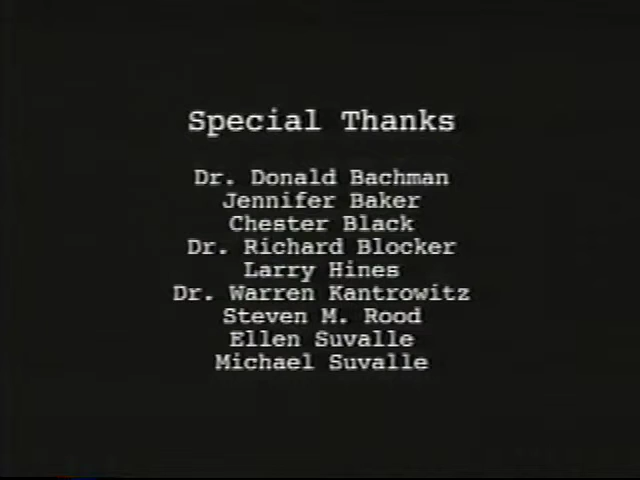 Special Thanks
Dr. Donald Bachman
Jennifer Baker
Chester Black
Dr. Richard Blocker
Larry Hines
Dr. Warren Kantrowitz
Steven M. Rood
Ellen Suvalle
Michael Suvalle